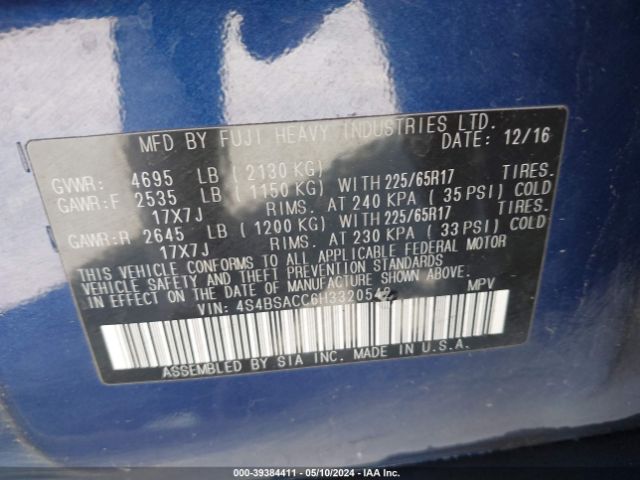 MFD BY FUJI HEAVY INDUSTRIES LTD.
DATE: 12/16
GVWR: 4695 LB (2130 KG)
GAWR:F 2535 LB (1150 KG) WITH 225/65R17 TIRES.
17X7J RIMS. AT 240 KPA (35 PSI) COLD
GAWR:R 2645 LB (1200 KG) WITH 225/65R17 TIRES.
17X7J RIMS. AT 230 KPA (33 PSI) COLD
THIS VEHICLE CONFORMS TO ALL APPLICABLE FEDERAL MOTOR
VEHICLE SAFETY AND THEFT PREVENTION STANDARDS
IN EFFECT ON THE DATE OF MANUFACTURE SHOWN ABOVE.
VIN: 4S4BSACC6H3320542 MPV
ASSEMBLED BY SIA INC. MADE IN U.S.A.
000-39384411 - 05/10/2024 - IAA Inc.